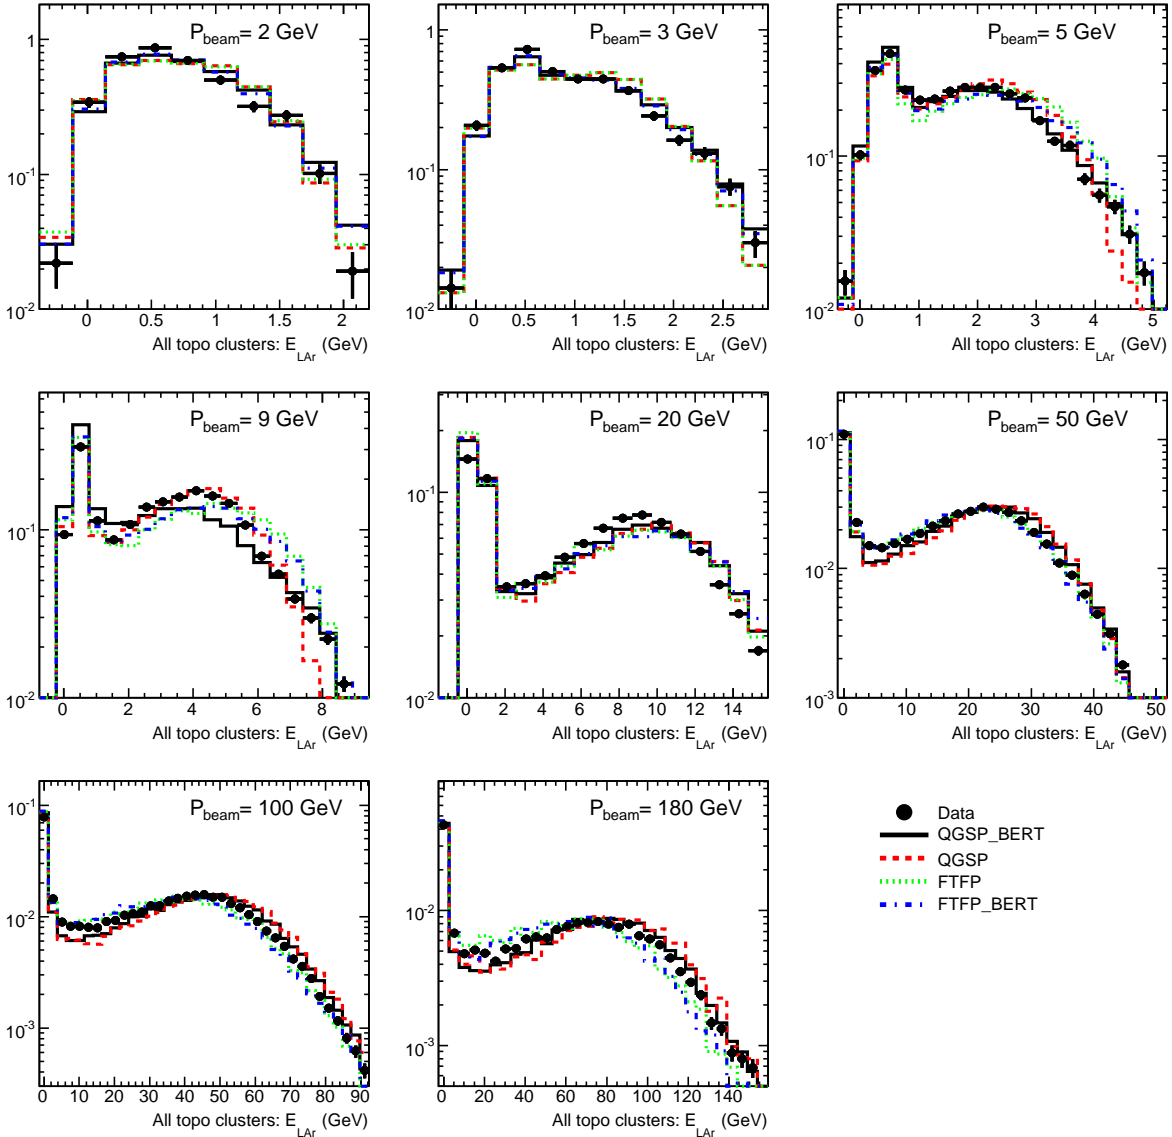 P_beam= 2 GeV
1
10^-1
10^-2
0 0.5 1 1.5 2
All topo clusters: E_LAr (GeV)
P_beam= 3 GeV
1
10^-1
10^-2
0 0.5 1 1.5 2 2.5
All topo clusters: E_LAr (GeV)
P_beam= 5 GeV
10^-1
10^-2
0 1 2 3 4 5
All topo clusters: E_LAr (GeV)
P_beam= 9 GeV
10^-1
10^-2
0 2 4 6 8
All topo clusters: E_LAr (GeV)
P_beam= 20 GeV
10^-1
10^-2
0 2 4 6 8 10 12 14
All topo clusters: E_LAr (GeV)
P_beam= 50 GeV
10^-1
10^-2
10^-3
0 10 20 30 40 50
All topo clusters: E_LAr (GeV)
P_beam= 100 GeV
10^-1
10^-2
10^-3
0 10 20 30 40 50 60 70 80 90
All topo clusters: E_LAr (GeV)
P_beam= 180 GeV
10^-1
10^-2
10^-3
0 20 40 60 80 100 120 140
All topo clusters: E_LAr (GeV)
Data
QGSP_BERT
QGSP
FTFP
FTFP_BERT